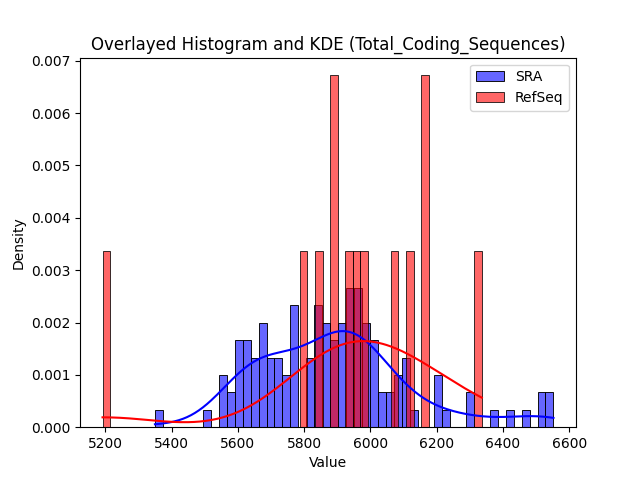 Overlayed Histogram and KDE (Total_Coding_Sequences)
SRA
RefSeq
0.007
0.006
0.005
0.004
0.003
0.002
0.001
0.000
Density
5200 5400 5600 5800 6000 6200 6400 6600
Value